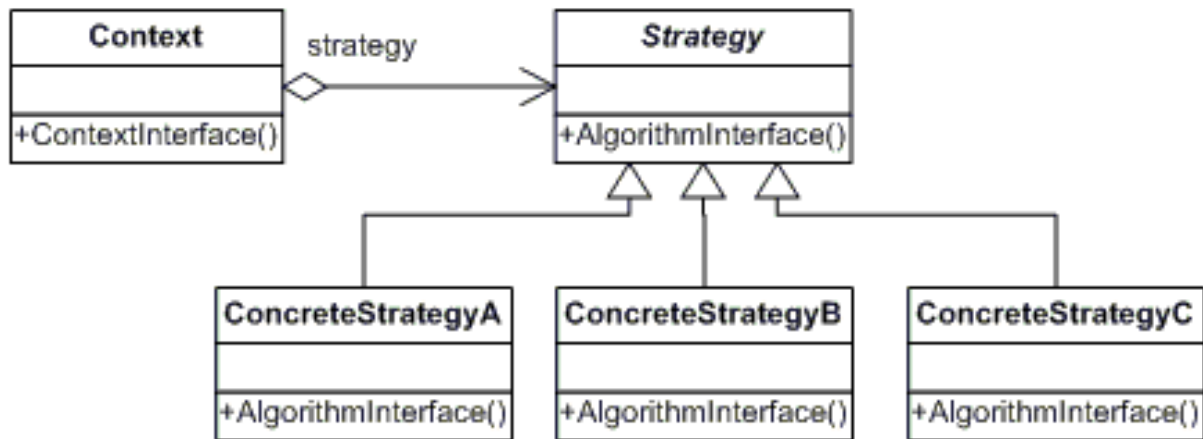 Context
strategy
Strategy
+ContextInterface()
+AlgorithmInterface()
ConcreteStrategyA
ConcreteStrategyB
ConcreteStrategyC
+AlgorithmInterface()
+AlgorithmInterface()
+AlgorithmInterface()